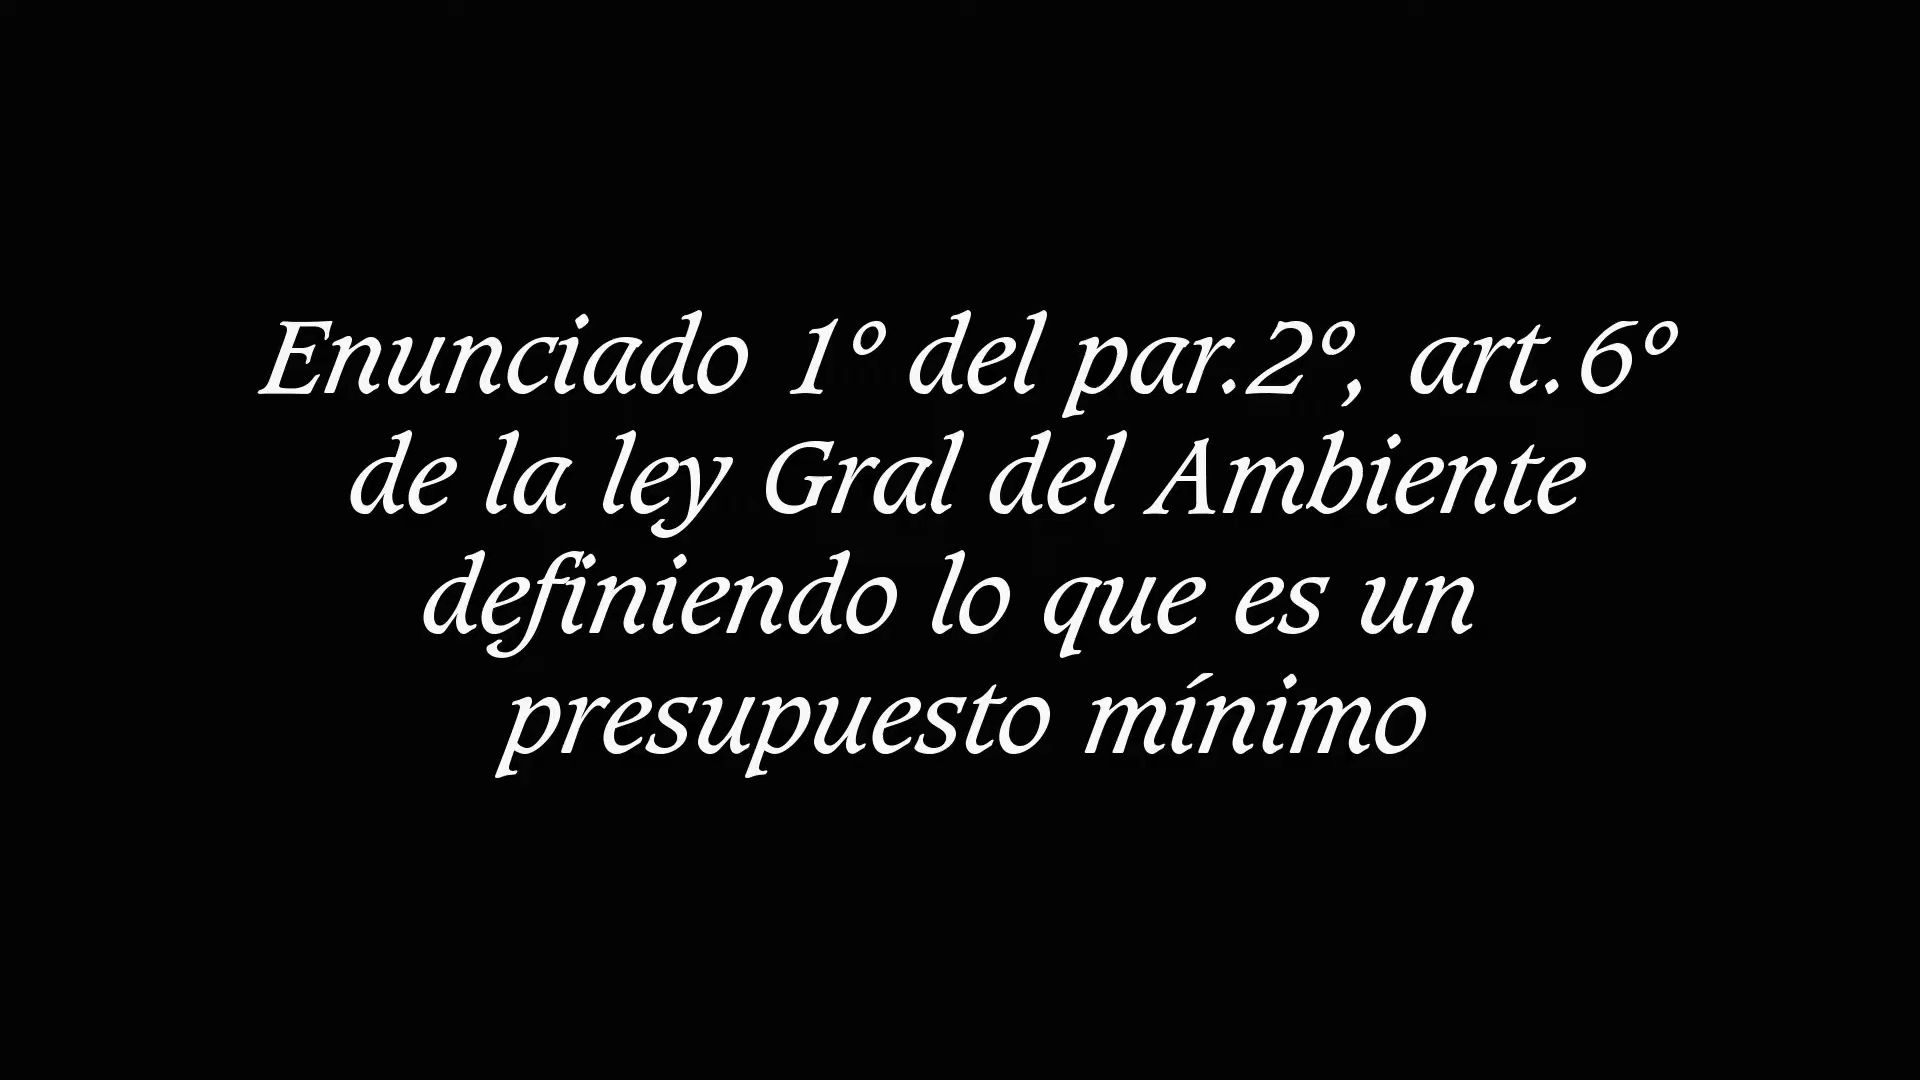 Enunciado 1º del par.2º, art.6º
de la ley Gral del Ambiente
definiendo lo que es un
presupuesto mínimo